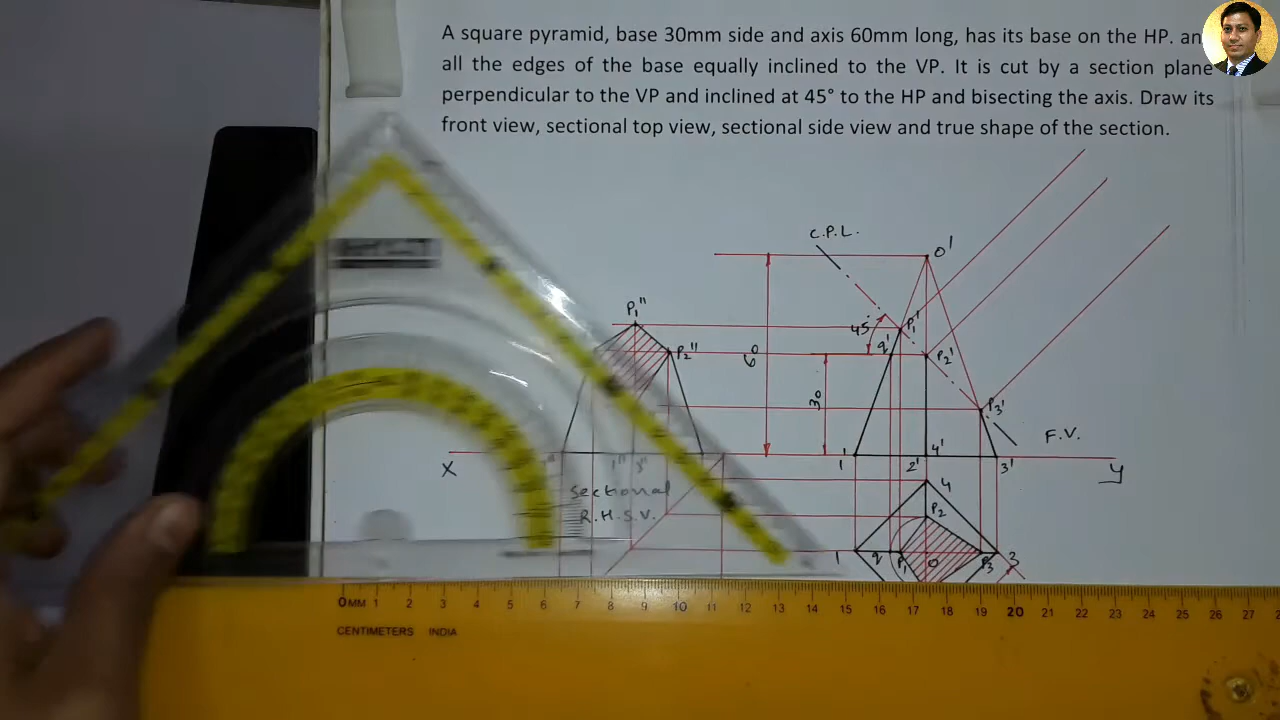 A square pyramid, base 30mm side and axis 60mm long, has its base on the HP. an
all the edges of the base equally inclined to the VP. It is cut by a section plane
perpendicular to the VP and inclined at 45° to the HP and bisecting the axis. Draw its
front view, sectional top view, sectional side view and true shape of the section.
C.P.L.
O'
P1"
45°
P1'
q'
P2"
P2'
60
30
P3'
F.V.
X
1'
2'
4'
3'
Y
1" 3"
Sectional
R.H.S.V.
4
P2
1
q
P1
O
P3
3
0MM 1 2 3 4 5 6 7 8 9 10 11 12 13 14 15 16 17 18 19 20 21 22 23 24 25 26 27
CENTIMETERS INDIA